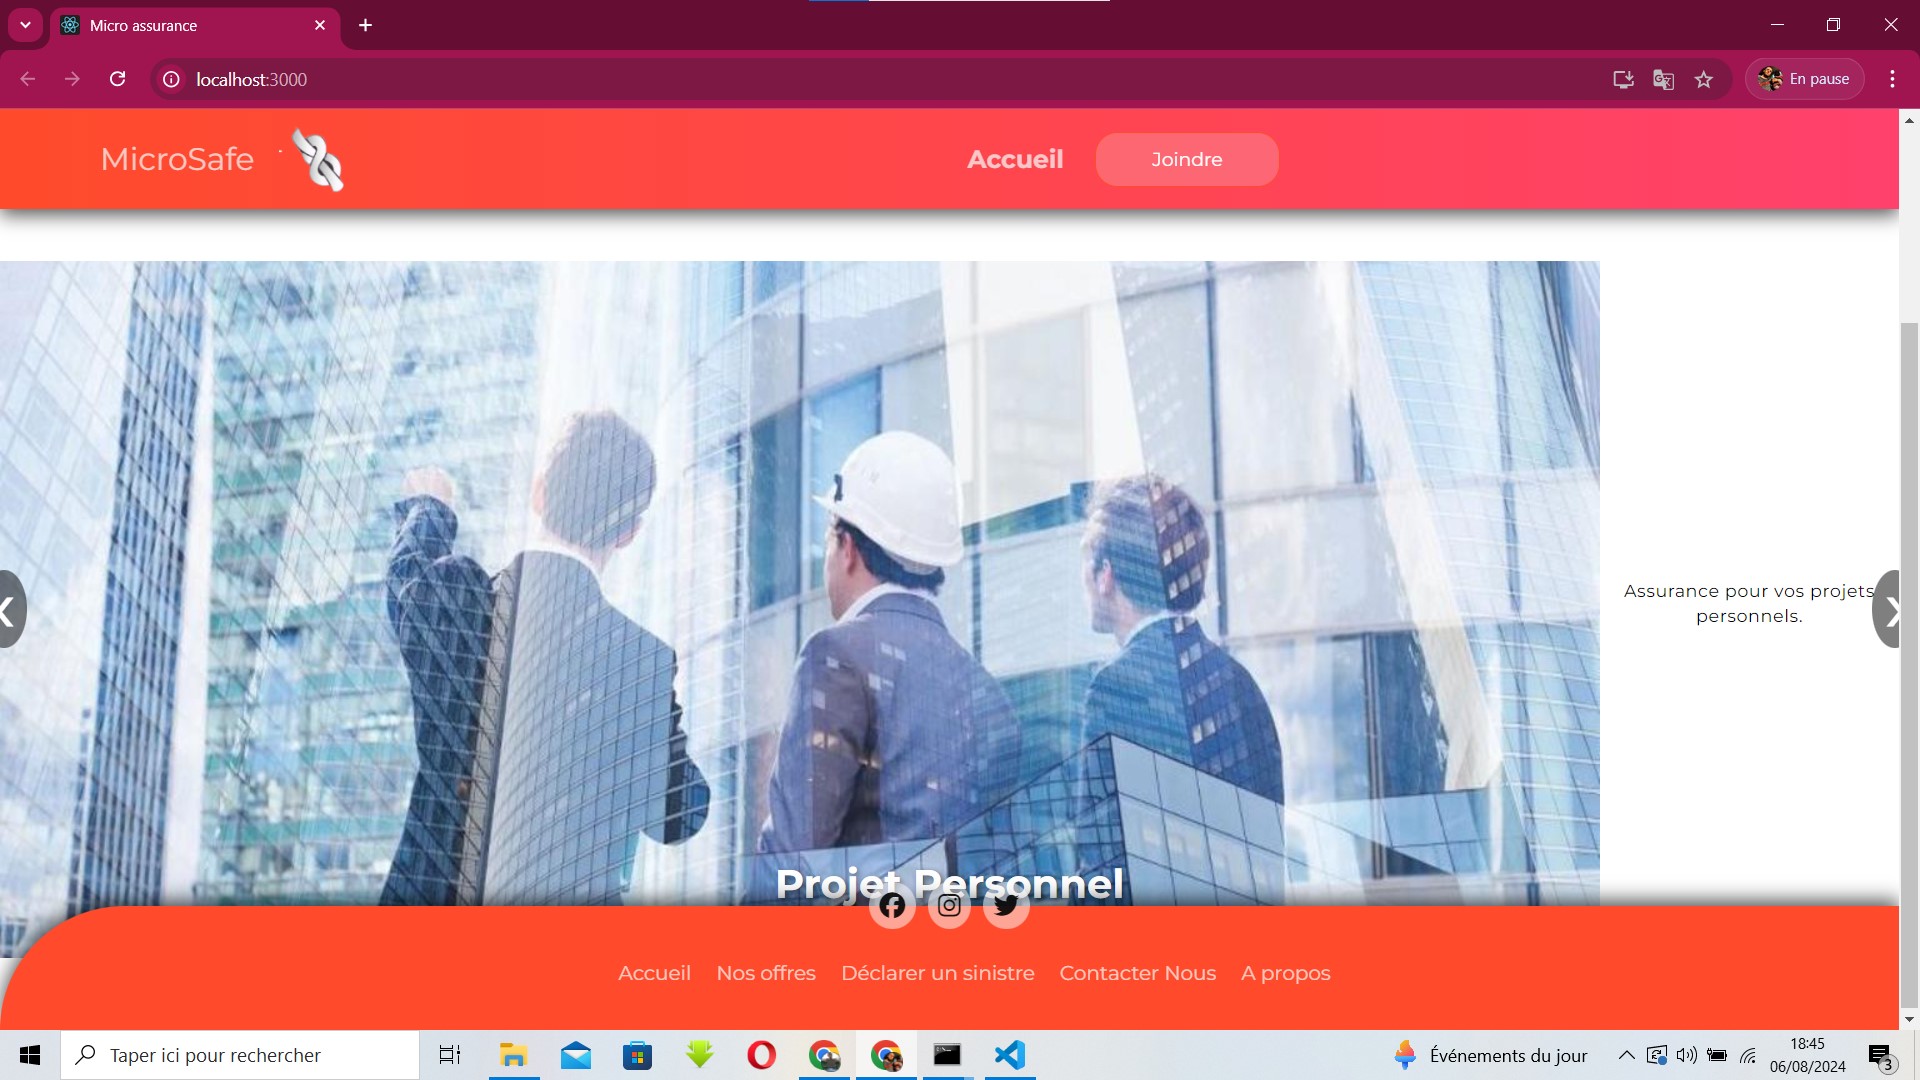 Micro assurance
localhost:3000
En pause
MicroSafe
Accueil
Joindre
Assurance pour vos projets
personnels.
Projet Personnel
Accueil
Nos offres
Déclarer un sinistre
Contacter Nous
A propos
Taper ici pour rechercher
Événements du jour
18:45
06/08/2024
3